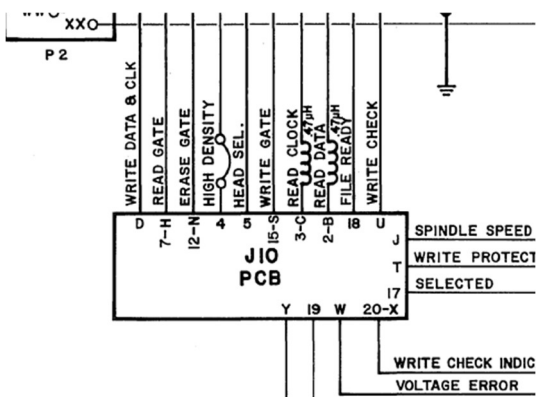 XX
P2
WRITE DATA & CLK
READ GATE
ERASE GATE
HIGH DENSITY
HEAD SEL.
WRITE GATE
READ CLOCK
.47µH
READ DATA
.47µH
FILE READY
WRITE CHECK
D
7-H
12-N
4
5
15-S
3-C
2-B
18
U
J10
PCB
J
SPINDLE SPEED
T
WRITE PROTECT
17
SELECTED
Y
19
W
20-X
WRITE CHECK INDIC
VOLTAGE ERROR